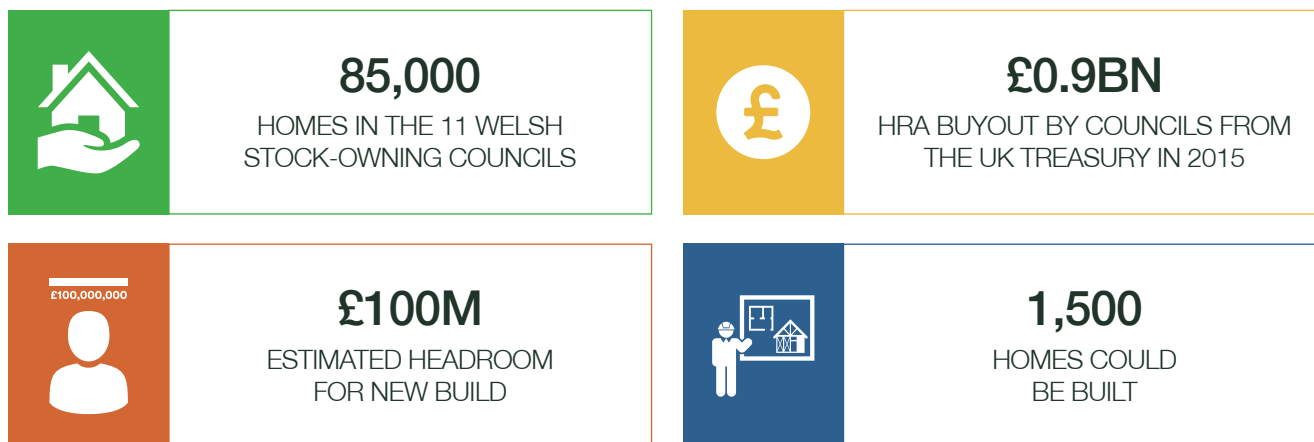 85,000
HOMES IN THE 11 WELSH
STOCK-OWNING COUNCILS
£
£0.9BN
HRA BUYOUT BY COUNCILS FROM
THE UK TREASURY IN 2015
£100,000,000
£100M
ESTIMATED HEADROOM
FOR NEW BUILD
1,500
HOMES COULD
BE BUILT